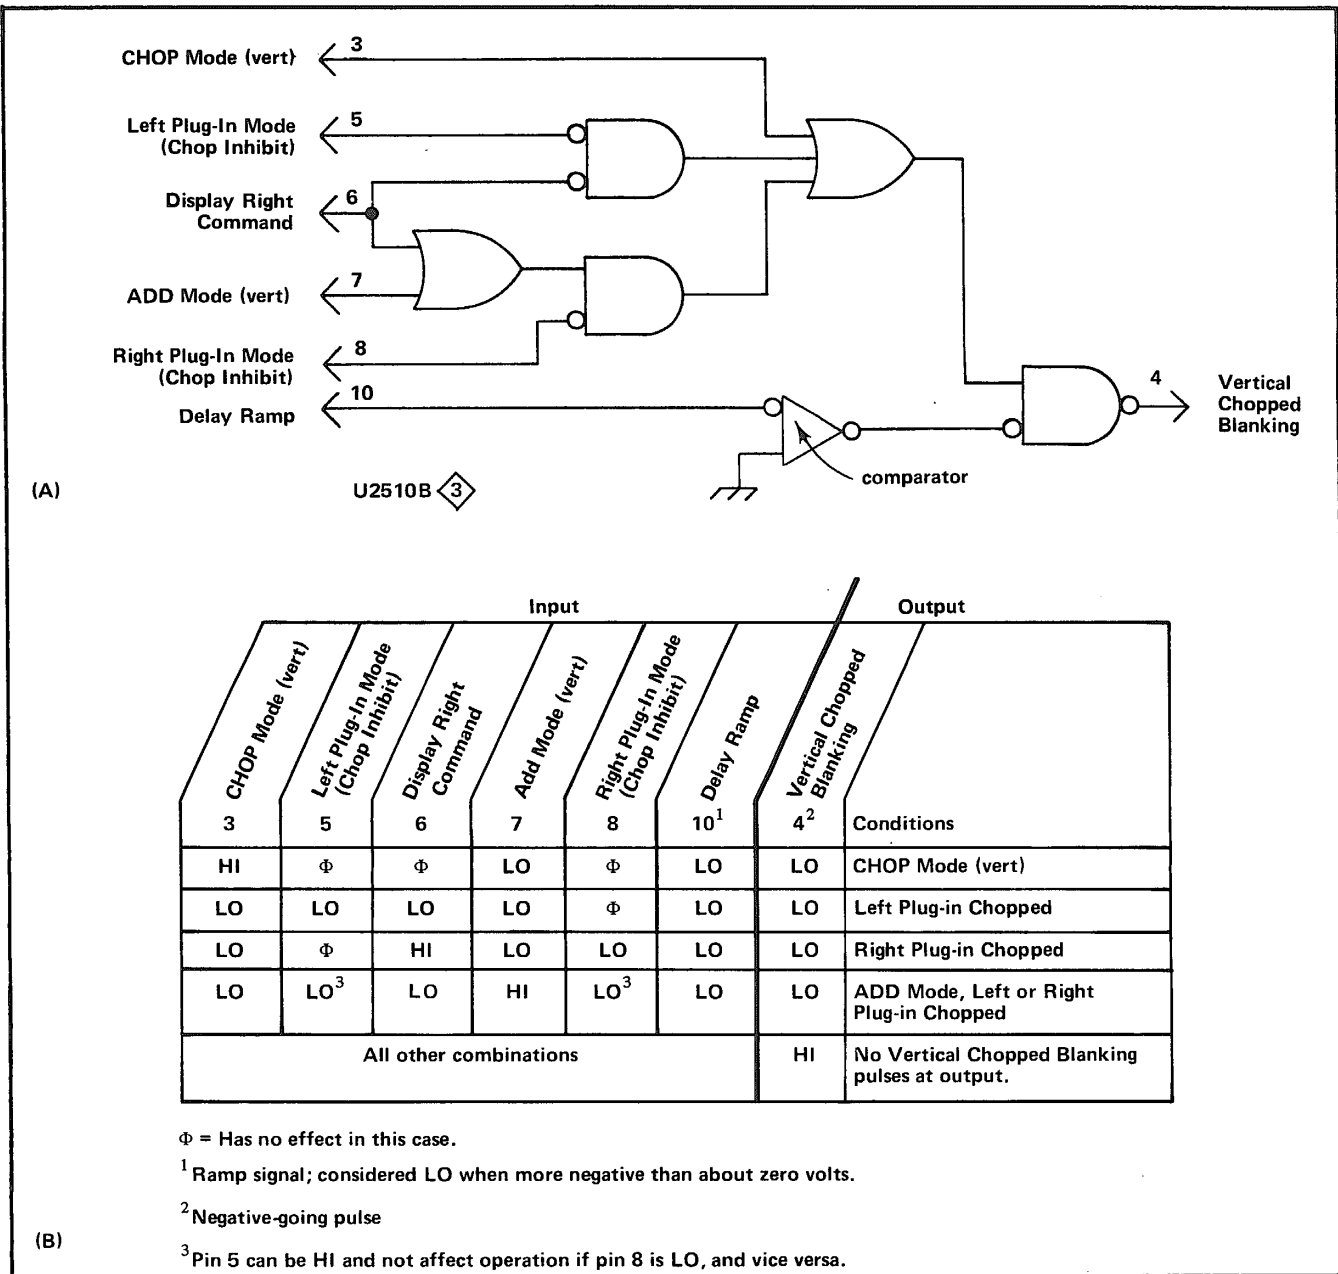 CHOP Mode (vert)
3
Left Plug-In Mode
(Chop Inhibit)
5
Display Right
Command
6
ADD Mode (vert)
7
Right Plug-In Mode
(Chop Inhibit)
8
Delay Ramp
10
4
Vertical
Chopped
Blanking
comparator
(A)
U2510B 3
Input
Output
CHOP Mode (vert)
Left Plug-In Mode
(Chop Inhibit)
Display Right
Command
Add Mode (vert)
Right Plug-In Mode
(Chop Inhibit)
Delay Ramp
Vertical Chopped
Blanking
3 5 6 7 8 10¹ 4² Conditions
HI Φ Φ LO Φ LO LO CHOP Mode (vert)
LO LO LO LO Φ LO LO Left Plug-in Chopped
LO Φ HI LO LO LO LO Right Plug-in Chopped
LO LO³ LO HI LO³ LO LO ADD Mode, Left or Right
Plug-in Chopped
All other combinations HI No Vertical Chopped Blanking
pulses at output.
Φ = Has no effect in this case.
¹Ramp signal; considered LO when more negative than about zero volts.
²Negative-going pulse
(B)
³Pin 5 can be HI and not affect operation if pin 8 is LO, and vice versa.